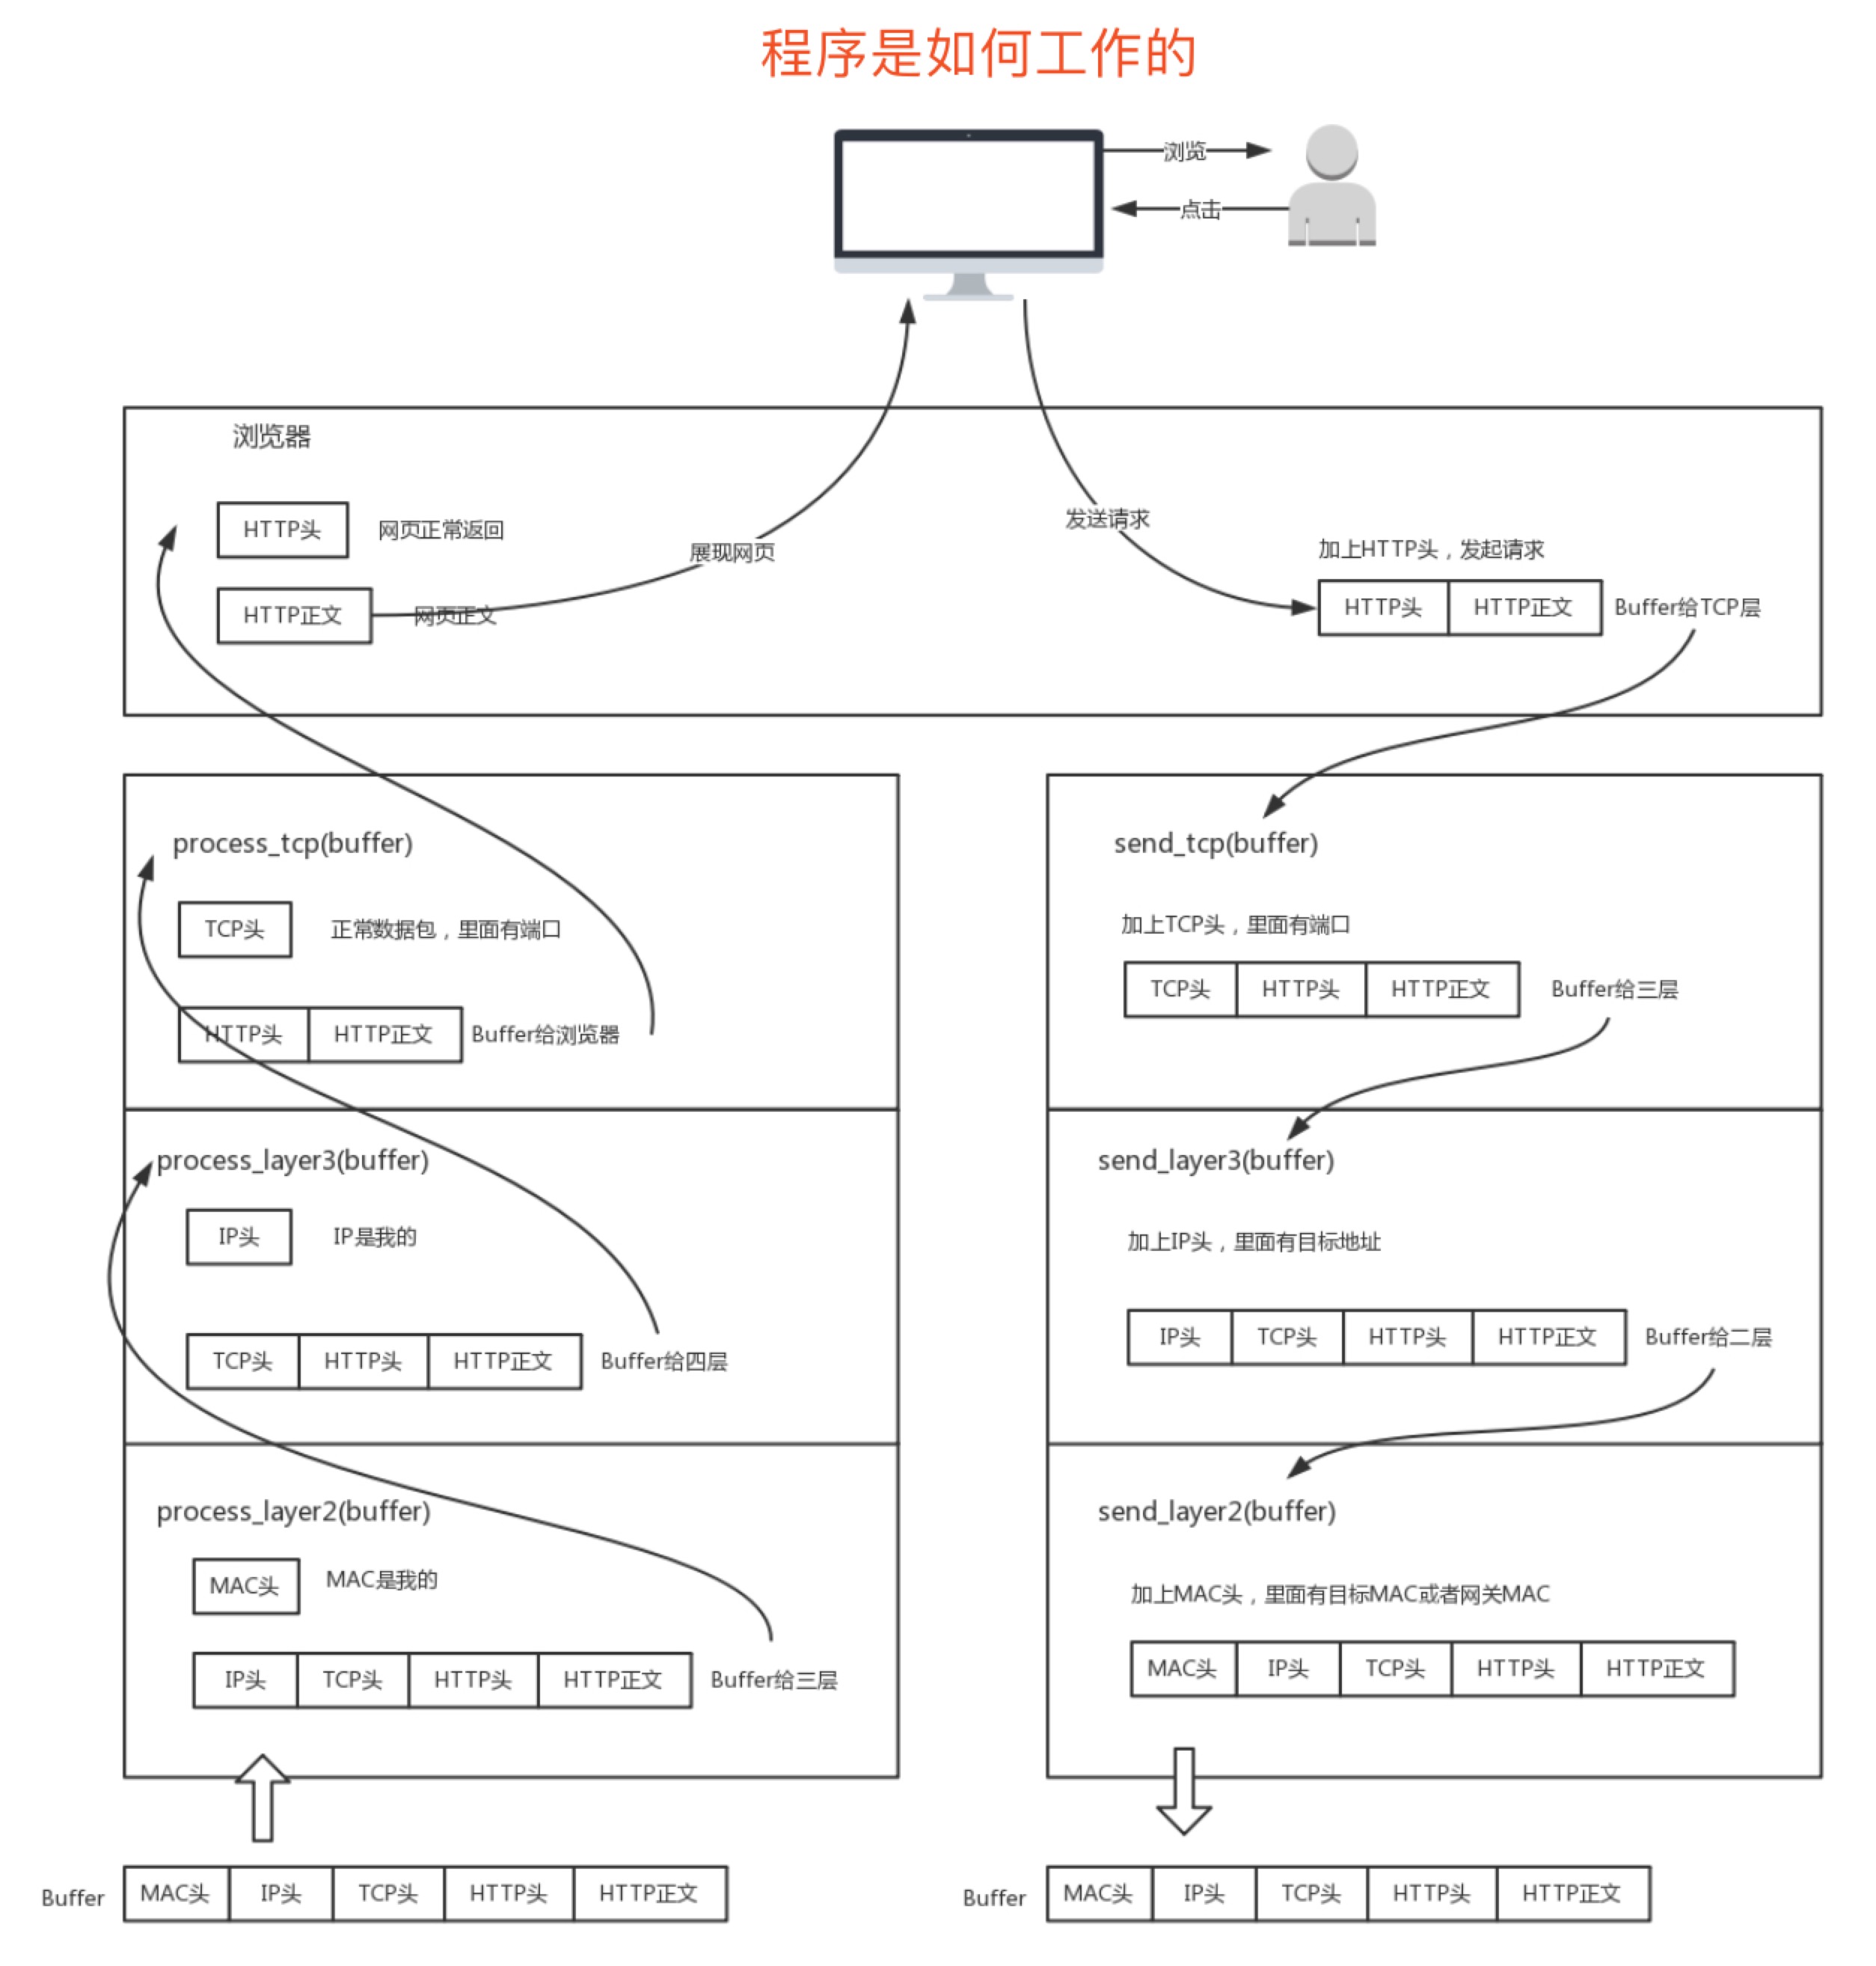 程序是如何工作的
浏览
点击
浏览器
HTTP头 网页正常返回
HTTP正文 网页正文
展现网页
发送请求
加上HTTP头，发起请求
HTTP头 HTTP正文 Buffer给TCP层
process_tcp(buffer)
TCP头 正常数据包，里面有端口
HTTP头 HTTP正文 Buffer给浏览器
process_layer3(buffer)
IP头 IP是我的
TCP头 HTTP头 HTTP正文 Buffer给四层
process_layer2(buffer)
MAC头 MAC是我的
IP头 TCP头 HTTP头 HTTP正文 Buffer给三层
Buffer MAC头 IP头 TCP头 HTTP头 HTTP正文
send_tcp(buffer)
加上TCP头，里面有端口
TCP头 HTTP头 HTTP正文 Buffer给三层
send_layer3(buffer)
加上IP头，里面有目标地址
IP头 TCP头 HTTP头 HTTP正文 Buffer给二层
send_layer2(buffer)
加上MAC头，里面有目标MAC或者网关MAC
MAC头 IP头 TCP头 HTTP头 HTTP正文
Buffer MAC头 IP头 TCP头 HTTP头 HTTP正文